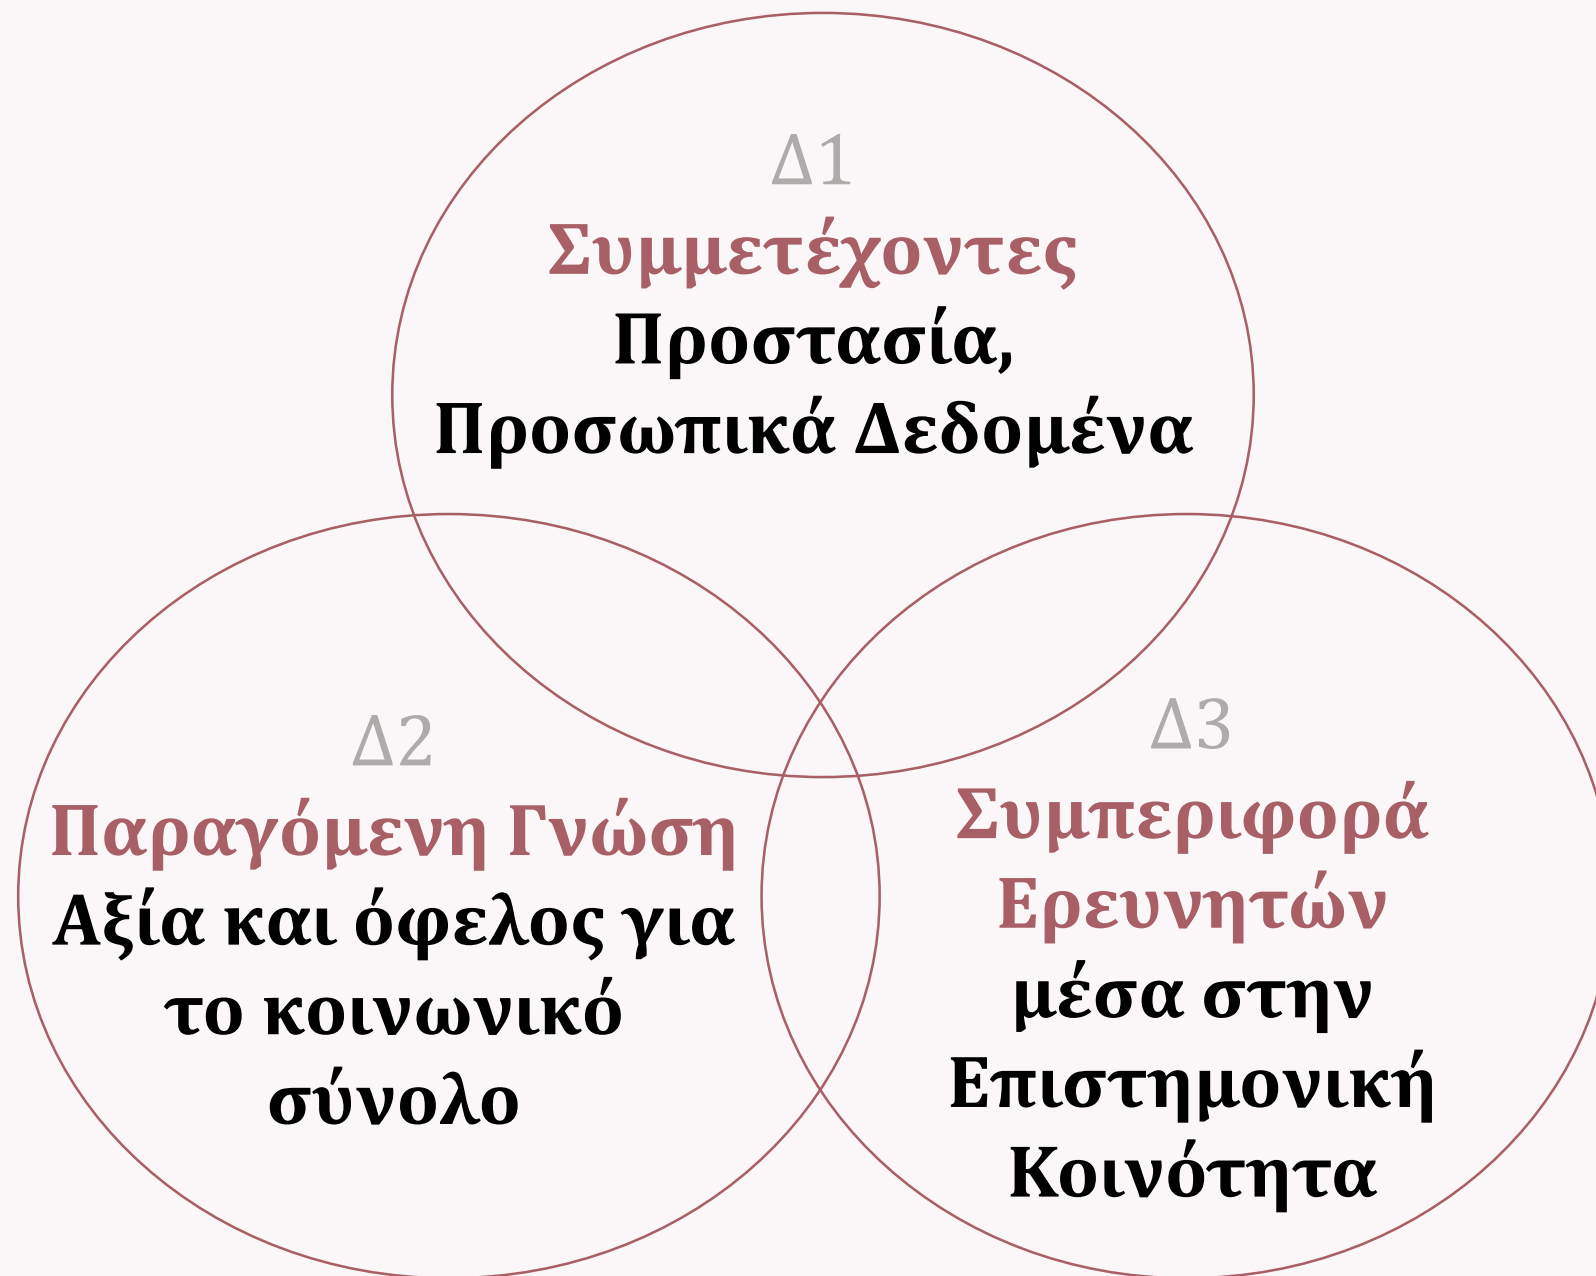 Δ1
Συμμετέχοντες
Προστασία,
Προσωπικά Δεδομένα
Δ2
Παραγόμενη Γνώση
Αξία και όφελος για
το κοινωνικό
σύνολο
Δ3
Συμπεριφορά
Ερευνητών
μέσα στην
Επιστημονική
Κοινότητα